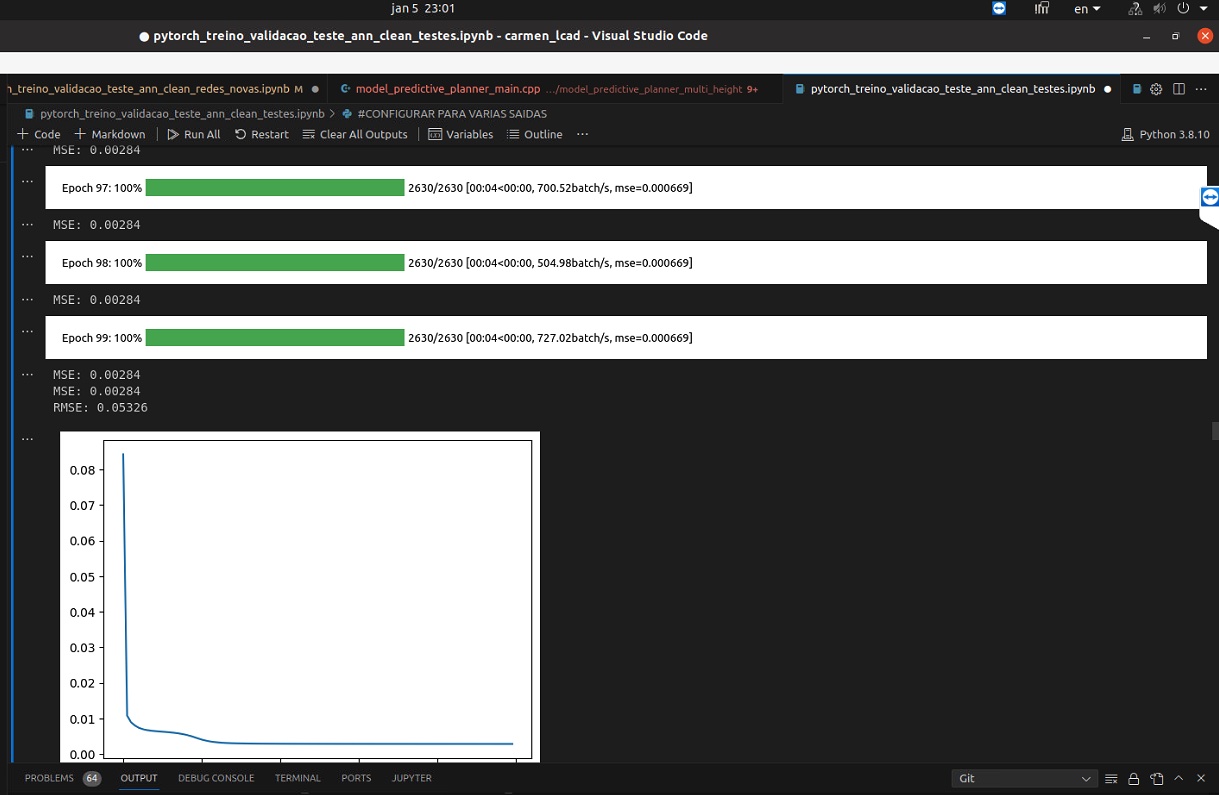 jan 5 23:01
en
● pytorch_treino_validacao_teste_ann_clean_testes.ipynb - carmen_lcad - Visual Studio Code
n_treino_validacao_teste_ann_clean_redes_novas.ipynb M ●
model_predictive_planner_main.cpp .../model_predictive_planner_multi_height 9+
pytorch_treino_validacao_teste_ann_clean_testes.ipynb ●
pytorch_treino_validacao_teste_ann_clean_testes.ipynb > #CONFIGURAR PARA VARIAS SAIDAS
+ Code + Markdown | Run All Restart Clear All Outputs | Variables Outline ... Python 3.8.10
... MSE: 0.00284
... Epoch 97: 100% 2630/2630 [00:04<00:00, 700.52batch/s, mse=0.000669]
... MSE: 0.00284
... Epoch 98: 100% 2630/2630 [00:04<00:00, 504.98batch/s, mse=0.000669]
... MSE: 0.00284
... Epoch 99: 100% 2630/2630 [00:04<00:00, 727.02batch/s, mse=0.000669]
... MSE: 0.00284
MSE: 0.00284
RMSE: 0.05326
...
0.08
0.07
0.06
0.05
0.04
0.03
0.02
0.01
0.00
PROBLEMS 64 OUTPUT DEBUG CONSOLE TERMINAL PORTS JUPYTER Git